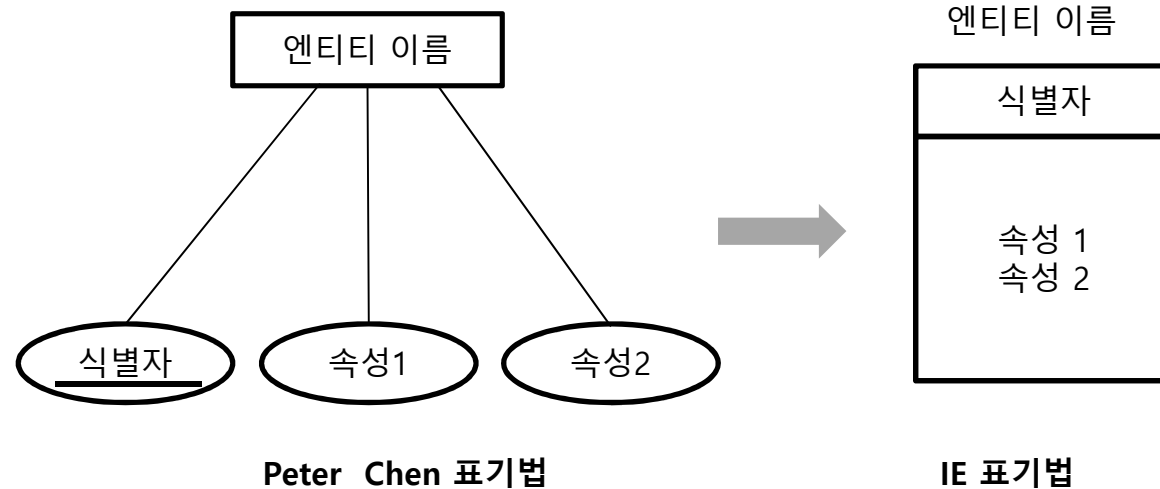 엔티티 이름
식별자
속성1
속성2
Peter Chen 표기법
엔티티 이름
식별자
속성 1
속성 2
IE 표기법